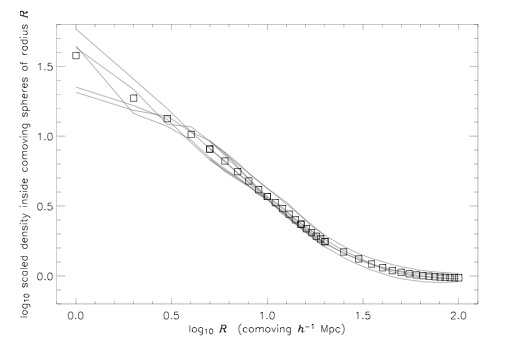 log10 scaled density inside comoving spheres of radius R
1.5
1.0
0.5
0.0
0.0 0.5 1.0 1.5 2.0
log10 R (comoving h⁻¹ Mpc)